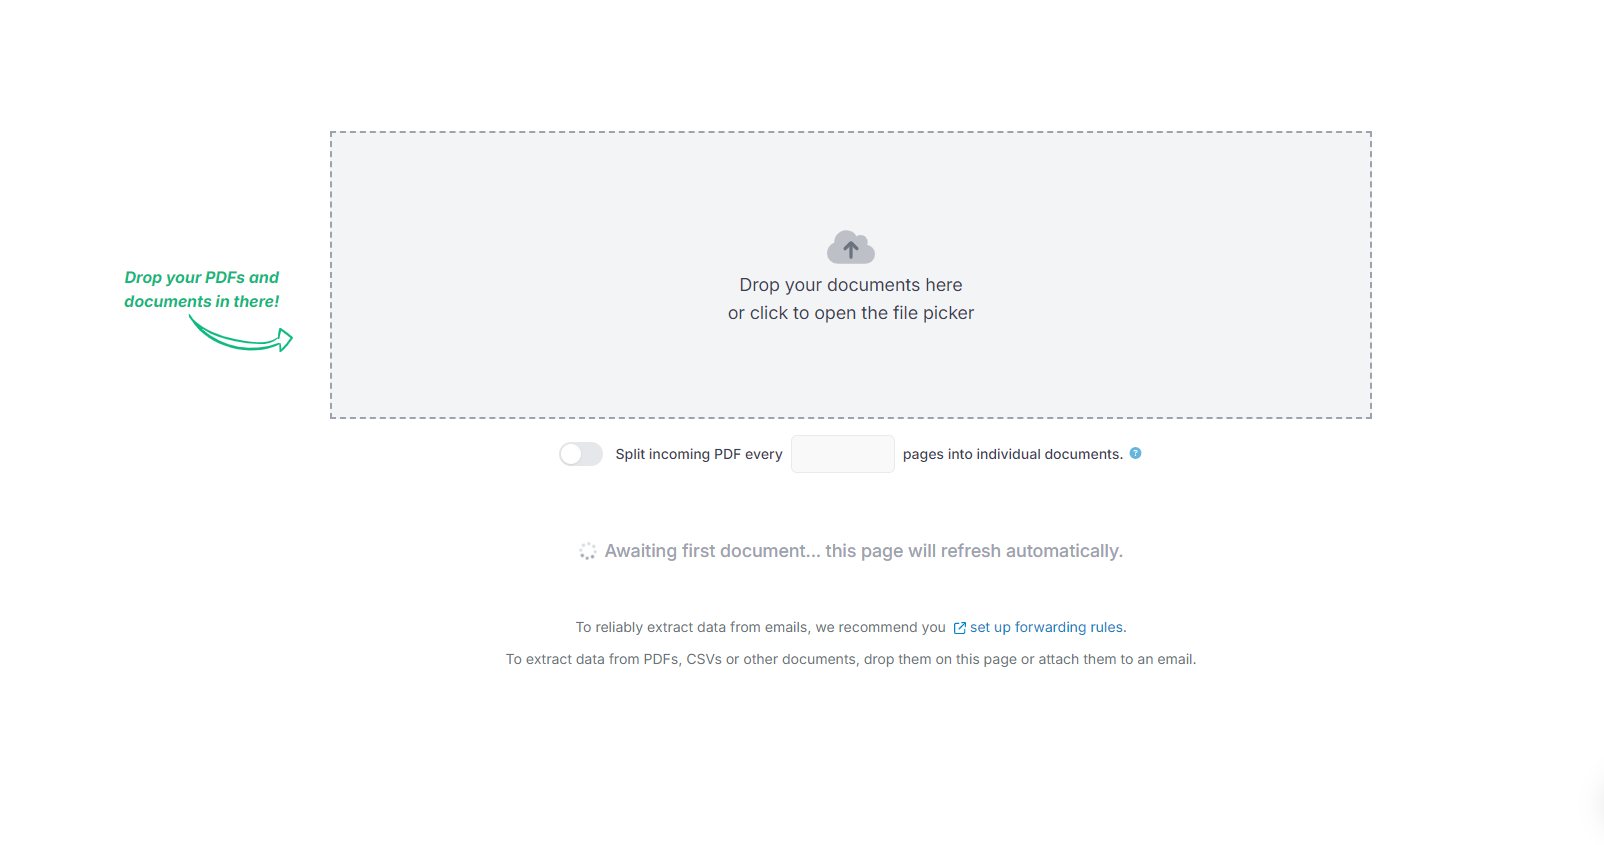 Drop your PDFs and
documents in there!
Drop your documents here
or click to open the file picker
Split incoming PDF every pages into individual documents. ?
Awaiting first document... this page will refresh automatically.
To reliably extract data from emails, we recommend you set up forwarding rules.
To extract data from PDFs, CSVs or other documents, drop them on this page or attach them to an email.